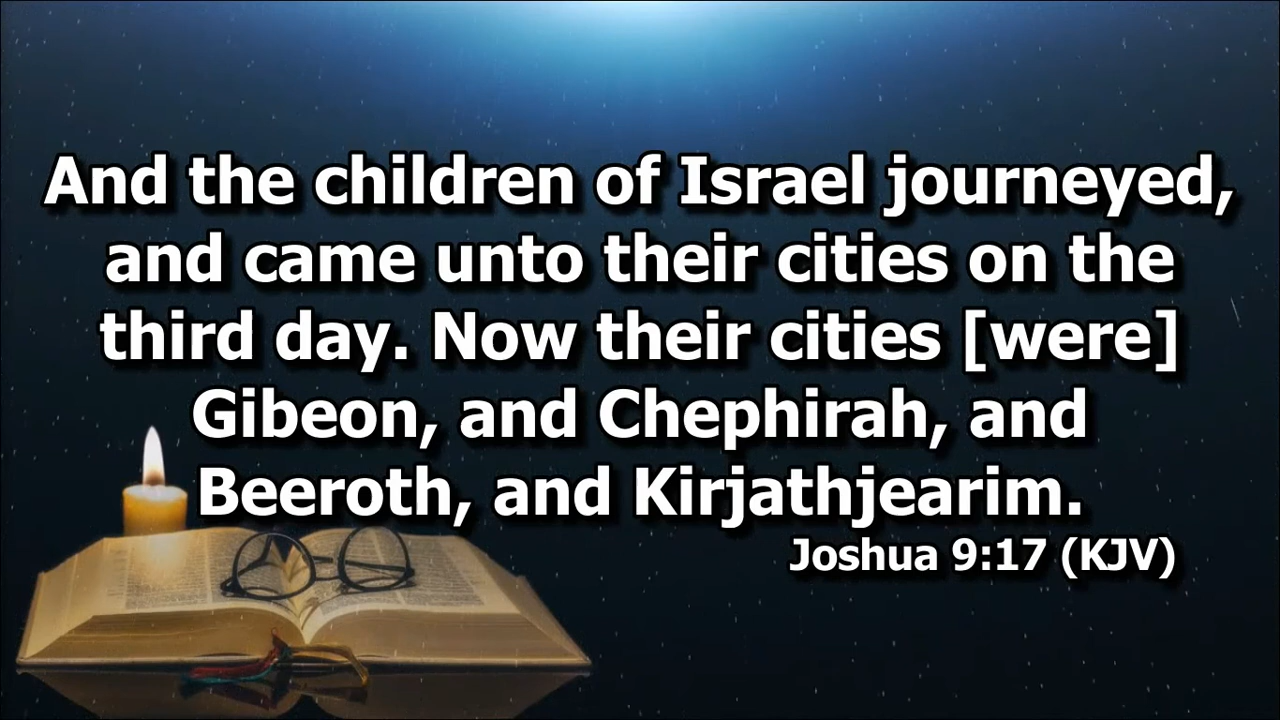 And the children of Israel journeyed,
and came unto their cities on the
third day. Now their cities [were]
Gibeon, and Chephirah, and
Beeroth, and Kirjathjearim.
Joshua 9:17 (KJV)